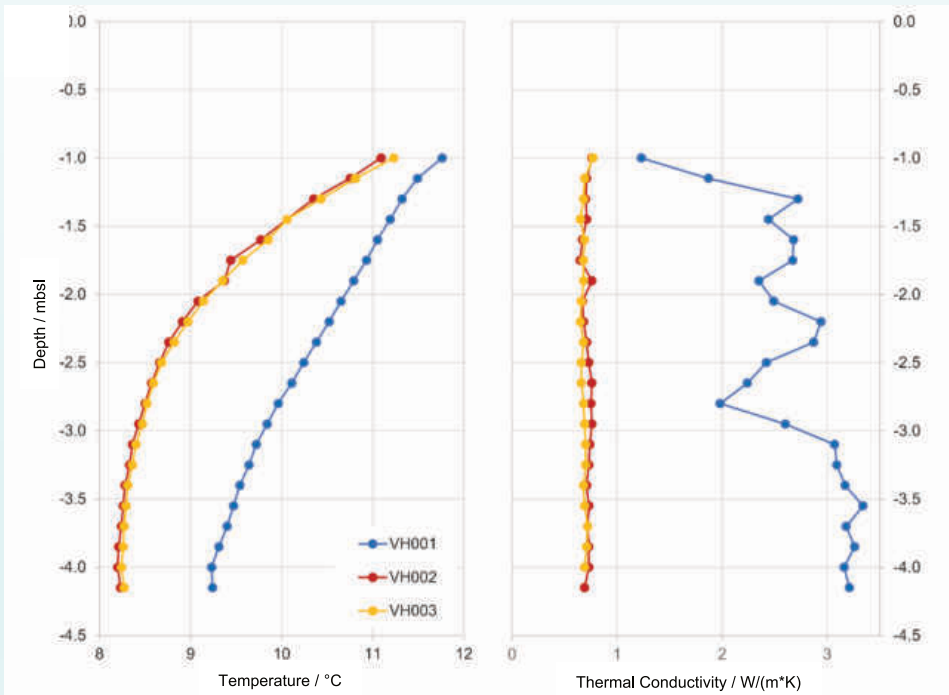 0.0
-0.5
-1.0
-1.5
-2.0
-2.5
-3.0
-3.5
-4.0
-4.5
Depth / mbsl
8 9 10 11 12
Temperature / °C
VH001
VH002
VH003
0.0
-0.5
-1.0
-1.5
-2.0
-2.5
-3.0
-3.5
-4.0
-4.5
0 1 2 3
Thermal Conductivity / W/(m*K)